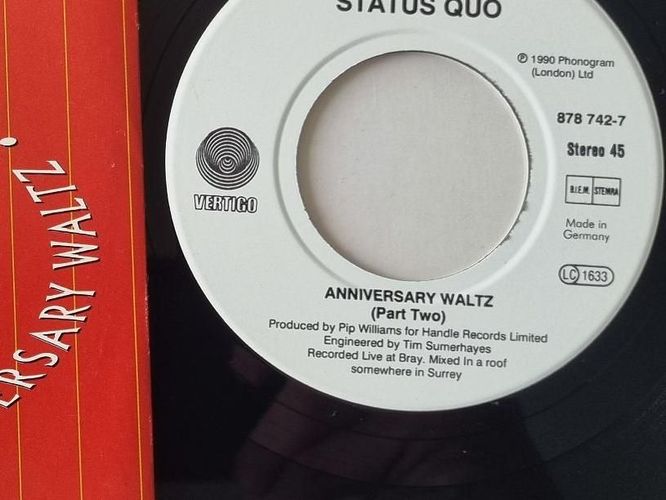 STATUS QUO
℗ 1990 Phonogram
(London) Ltd
878 742-7
Stereo 45
B.I.E.M. STEMRA
Made in
Germany
LC 1633
VERTIGO
ANNIVERSARY WALTZ
(Part Two)
Produced by Pip Williams for Handle Records Limited
Engineered by Tim Sumerhayes
Recorded Live at Bray. Mixed In a roof
somewhere in Surrey
ERSARY WALTZ